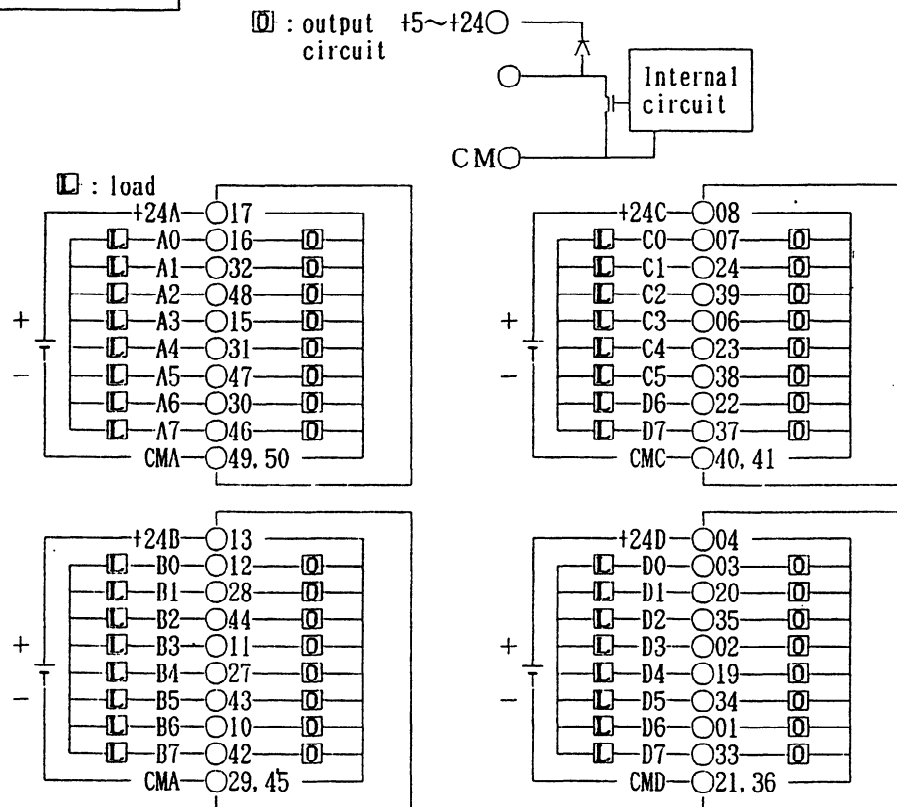 O : output +5~+24
circuit
Internal
circuit
CM
L : load
+24A 17
L A0 16 O
L A1 32 O
L A2 48 O
L A3 15 O
L A4 31 O
L A5 47 O
L A6 30 O
L A7 46 O
CMA 49, 50
+
-
+24C 08
L C0 07 O
L C1 24 O
L C2 39 O
L C3 06 O
L C4 23 O
L C5 38 O
L D6 22 O
L D7 37 O
CMC 40, 41
+
-
+24B 13
L B0 12 O
L B1 28 O
L B2 44 O
L B3 11 O
L B4 27 O
L B5 43 O
L B6 10 O
L B7 42 O
CMA 29, 45
+
-
+24D 04
L D0 03 O
L D1 20 O
L D2 35 O
L D3 02 O
L D4 19 O
L D5 34 O
L D6 01 O
L D7 33 O
CMD 21, 36
+
-